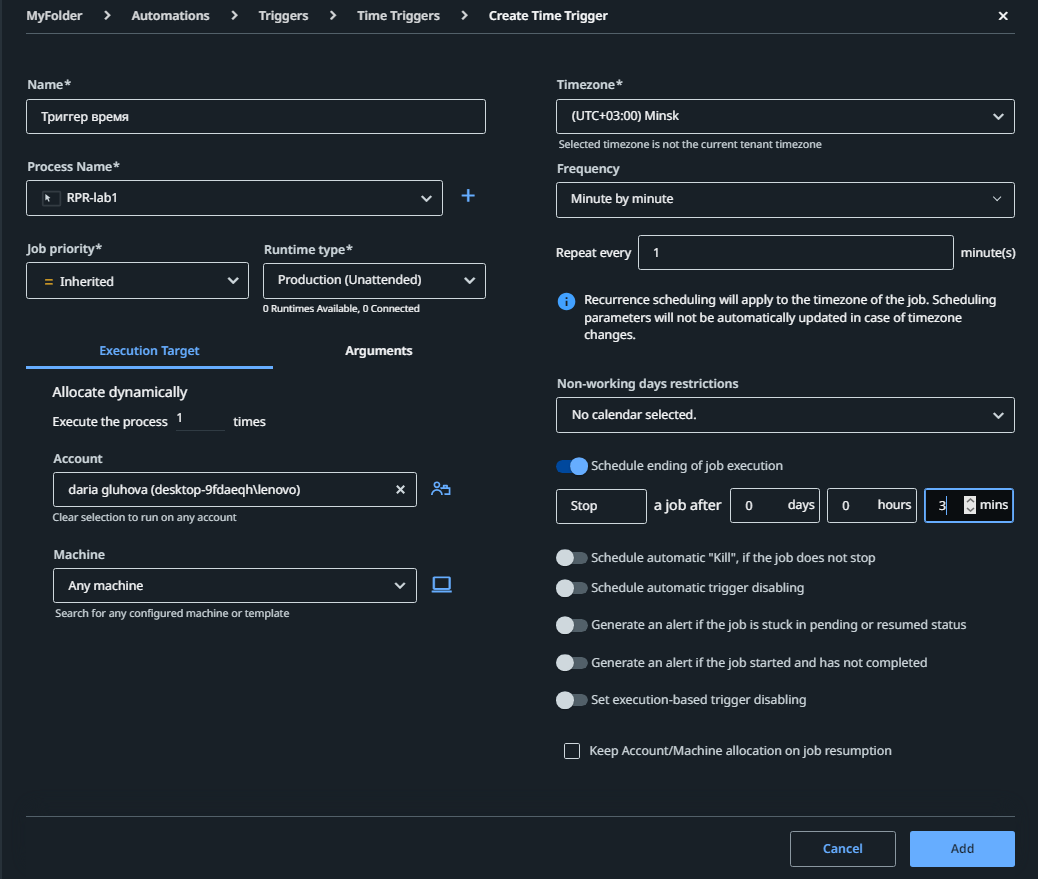 MyFolder > Automations > Triggers > Time Triggers > Create Time Trigger
Name*
Триггер время
Process Name*
RPR-lab1
Job priority*
Inherited
Runtime type*
Production (Unattended)
0 Runtimes Available, 0 Connected
Execution Target
Arguments
Allocate dynamically
Execute the process 1 times
Account
daria gluhova (desktop-9fdaeqh\lenovo)
Clear selection to run on any account
Machine
Any machine
Search for any configured machine or template
Timezone*
(UTC+03:00) Minsk
Selected timezone is not the current tenant timezone
Frequency
Minute by minute
Repeat every 1 minute(s)
Recurrence scheduling will apply to the timezone of the job. Scheduling
parameters will not be automatically updated in case of timezone
changes.
Non-working days restrictions
No calendar selected.
Schedule ending of job execution
Stop a job after 0 days 0 hours 3 mins
Schedule automatic "Kill", if the job does not stop
Schedule automatic trigger disabling
Generate an alert if the job is stuck in pending or resumed status
Generate an alert if the job started and has not completed
Set execution-based trigger disabling
Keep Account/Machine allocation on job resumption
Cancel
Add